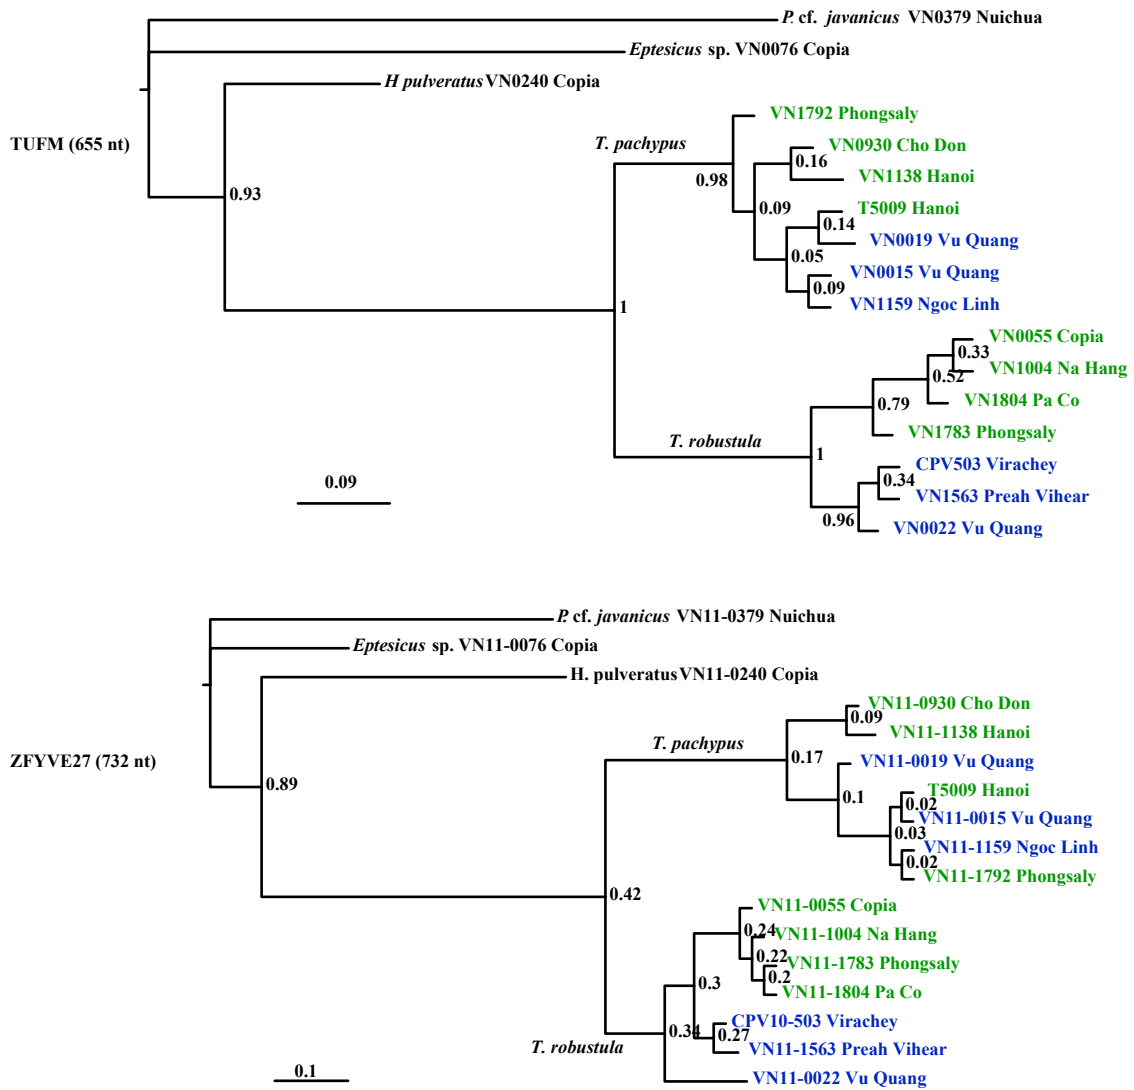 P. cf. javanicus VN0379 Nuichua
Eptesicus sp. VN0076 Copia
H pulveratus VN0240 Copia
VN1792 Phongsaly
TUFM (655 nt)
T. pachypus
VN0930 Cho Don
0.16
VN1138 Hanoi
0.98
0.93
0.09
T5009 Hanoi
0.14
VN0019 Vu Quang
0.05
VN0015 Vu Quang
0.09
VN1159 Ngoc Linh
1
VN0055 Copia
0.33
VN1004 Na Hang
0.52
VN1804 Pa Co
0.79
VN1783 Phongsaly
T. robustula
1
CPV503 Virachey
0.34
VN1563 Preah Vihear
0.96
VN0022 Vu Quang
0.09
P. cf. javanicus VN11-0379 Nuichua
Eptesicus sp. VN11-0076 Copia
H. pulveratus VN11-0240 Copia
VN11-0930 Cho Don
0.09
VN11-1138 Hanoi
T. pachypus
0.17
ZFYVE27 (732 nt)
VN11-0019 Vu Quang
0.89
0.1
T5009 Hanoi
0.02
VN11-0015 Vu Quang
0.03
VN11-1159 Ngoc Linh
0.02
VN11-1792 Phongsaly
0.42
VN11-0055 Copia
0.24
VN11-1004 Na Hang
0.22
VN11-1783 Phongsaly
0.2
0.3
VN11-1804 Pa Co
CPV10-503 Virachey
0.34
0.27
T. robustula
VN11-1563 Preah Vihear
0.1
VN11-0022 Vu Quang